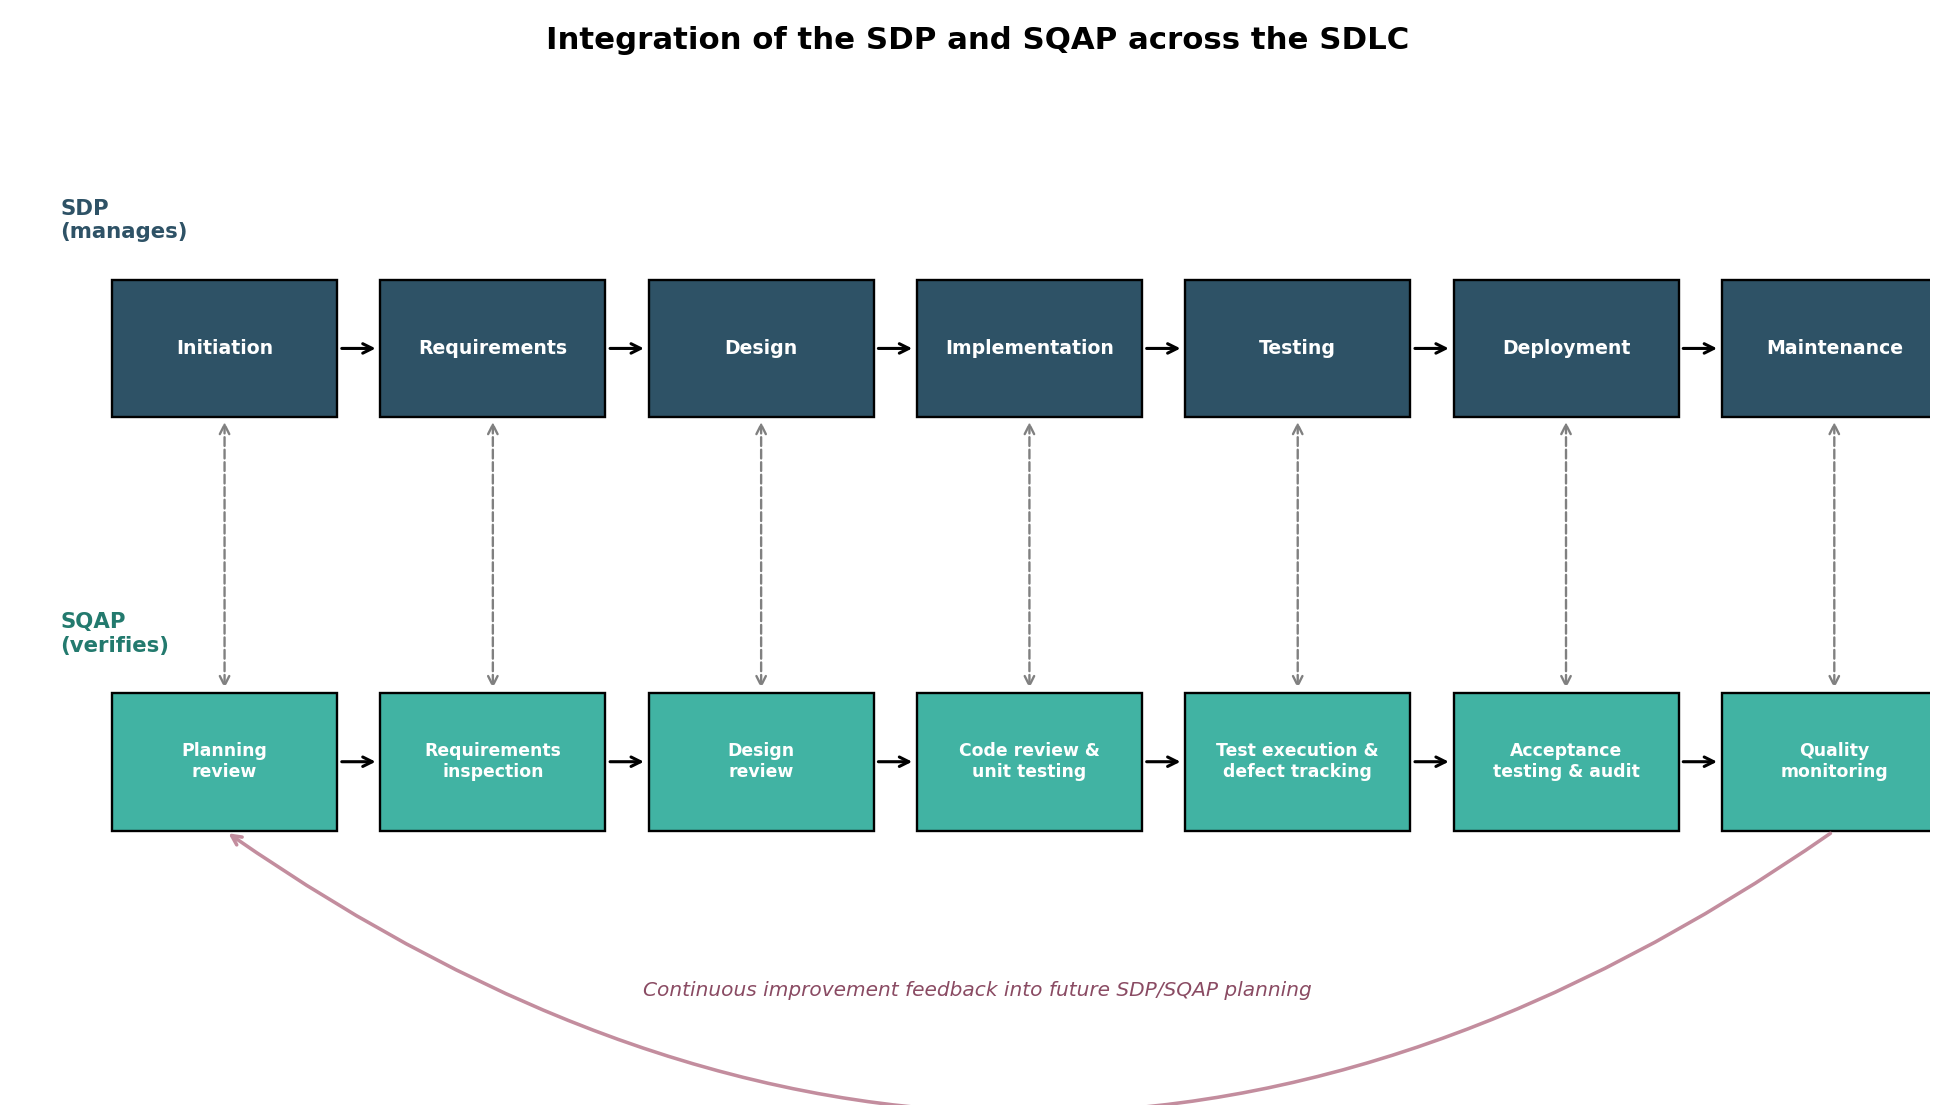 Integration of the SDP and SQAP across the SDLC
SDP
(manages)
Initiation
Requirements
Design
Implementation
Testing
Deployment
Maintenance
SQAP
(verifies)
Planning
review
Requirements
inspection
Design
review
Code review &
unit testing
Test execution &
defect tracking
Acceptance
testing & audit
Quality
monitoring
Continuous improvement feedback into future SDP/SQAP planning